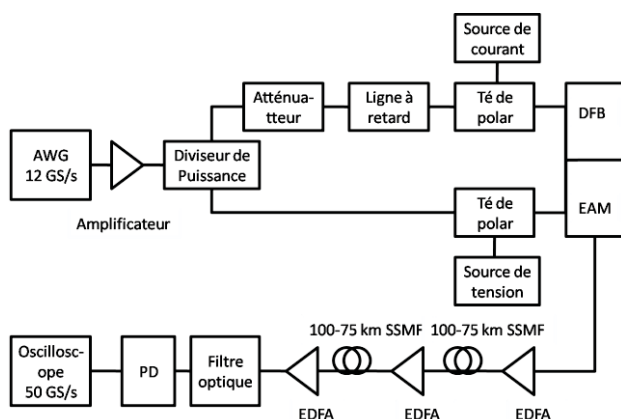 Source de
courant
Atténua-
tteur
Ligne à
retard
Té de
polar
DFB
AWG
12 GS/s
Diviseur de
Puissance
Amplificateur
Té de
polar
EAM
Source de
tension
100-75 km SSMF 100-75 km SSMF
Oscillosc-
ope
50 GS/s
PD
Filtre
optique
EDFA EDFA EDFA